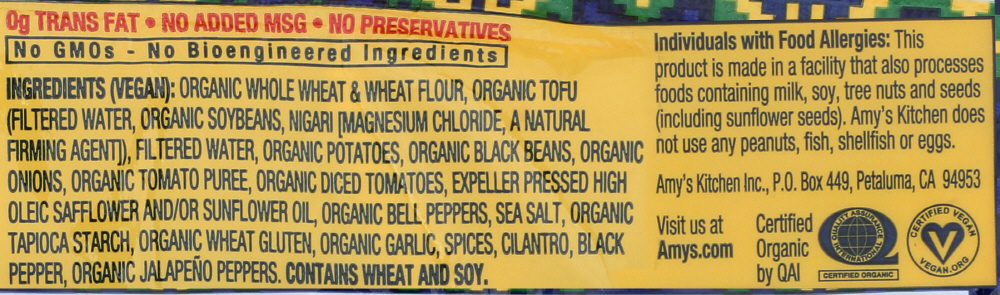 0g TRANS FAT • NO ADDED MSG • NO PRESERVATIVES
No GMOs - No Bioengineered Ingredients
INGREDIENTS (VEGAN): ORGANIC WHOLE WHEAT & WHEAT FLOUR, ORGANIC TOFU
(FILTERED WATER, ORGANIC SOYBEANS, NIGARI [MAGNESIUM CHLORIDE, A NATURAL
FIRMING AGENT]), FILTERED WATER, ORGANIC POTATOES, ORGANIC BLACK BEANS, ORGANIC
ONIONS, ORGANIC TOMATO PUREE, ORGANIC DICED TOMATOES, EXPELLER PRESSED HIGH
OLEIC SAFFLOWER AND/OR SUNFLOWER OIL, ORGANIC BELL PEPPERS, SEA SALT, ORGANIC
TAPIOCA STARCH, ORGANIC WHEAT GLUTEN, ORGANIC GARLIC, SPICES, CILANTRO, BLACK
PEPPER, ORGANIC JALAPEÑO PEPPERS. CONTAINS WHEAT AND SOY.
Individuals with Food Allergies: This
product is made in a facility that also processes
foods containing milk, soy, tree nuts and seeds
(including sunflower seeds). Amy's Kitchen does
not use any peanuts, fish, shellfish or eggs.
Amy's Kitchen Inc., P.O. Box 449, Petaluma, CA 94953
Visit us at
Amys.com
Certified
Organic
by QAI
QUALITY ASSURANCE
INTERNATIONAL
CERTIFIED ORGANIC
CERTIFIED VEGAN
V
VEGAN.ORG